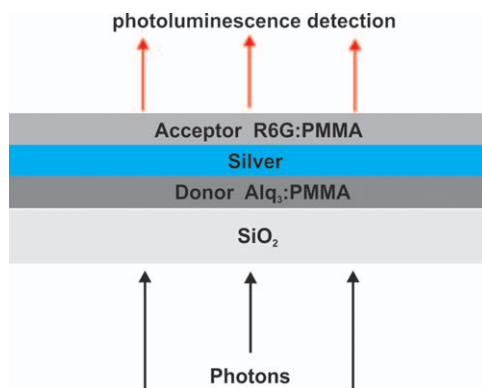 photoluminescence detection
Acceptor R6G:PMMA
Silver
Donor Alq₃:PMMA
SiO₂
Photons